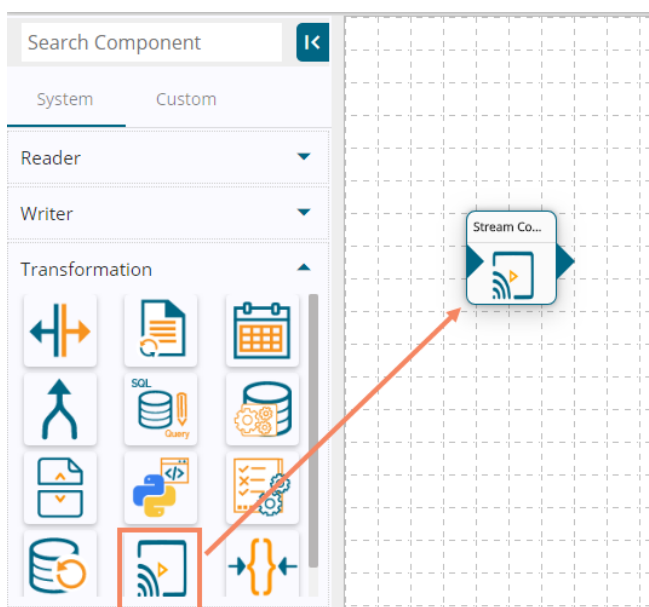 Search Component
System
Custom
Reader
Writer
Transformation
SQL
Query
</>
{}
Stream Co...